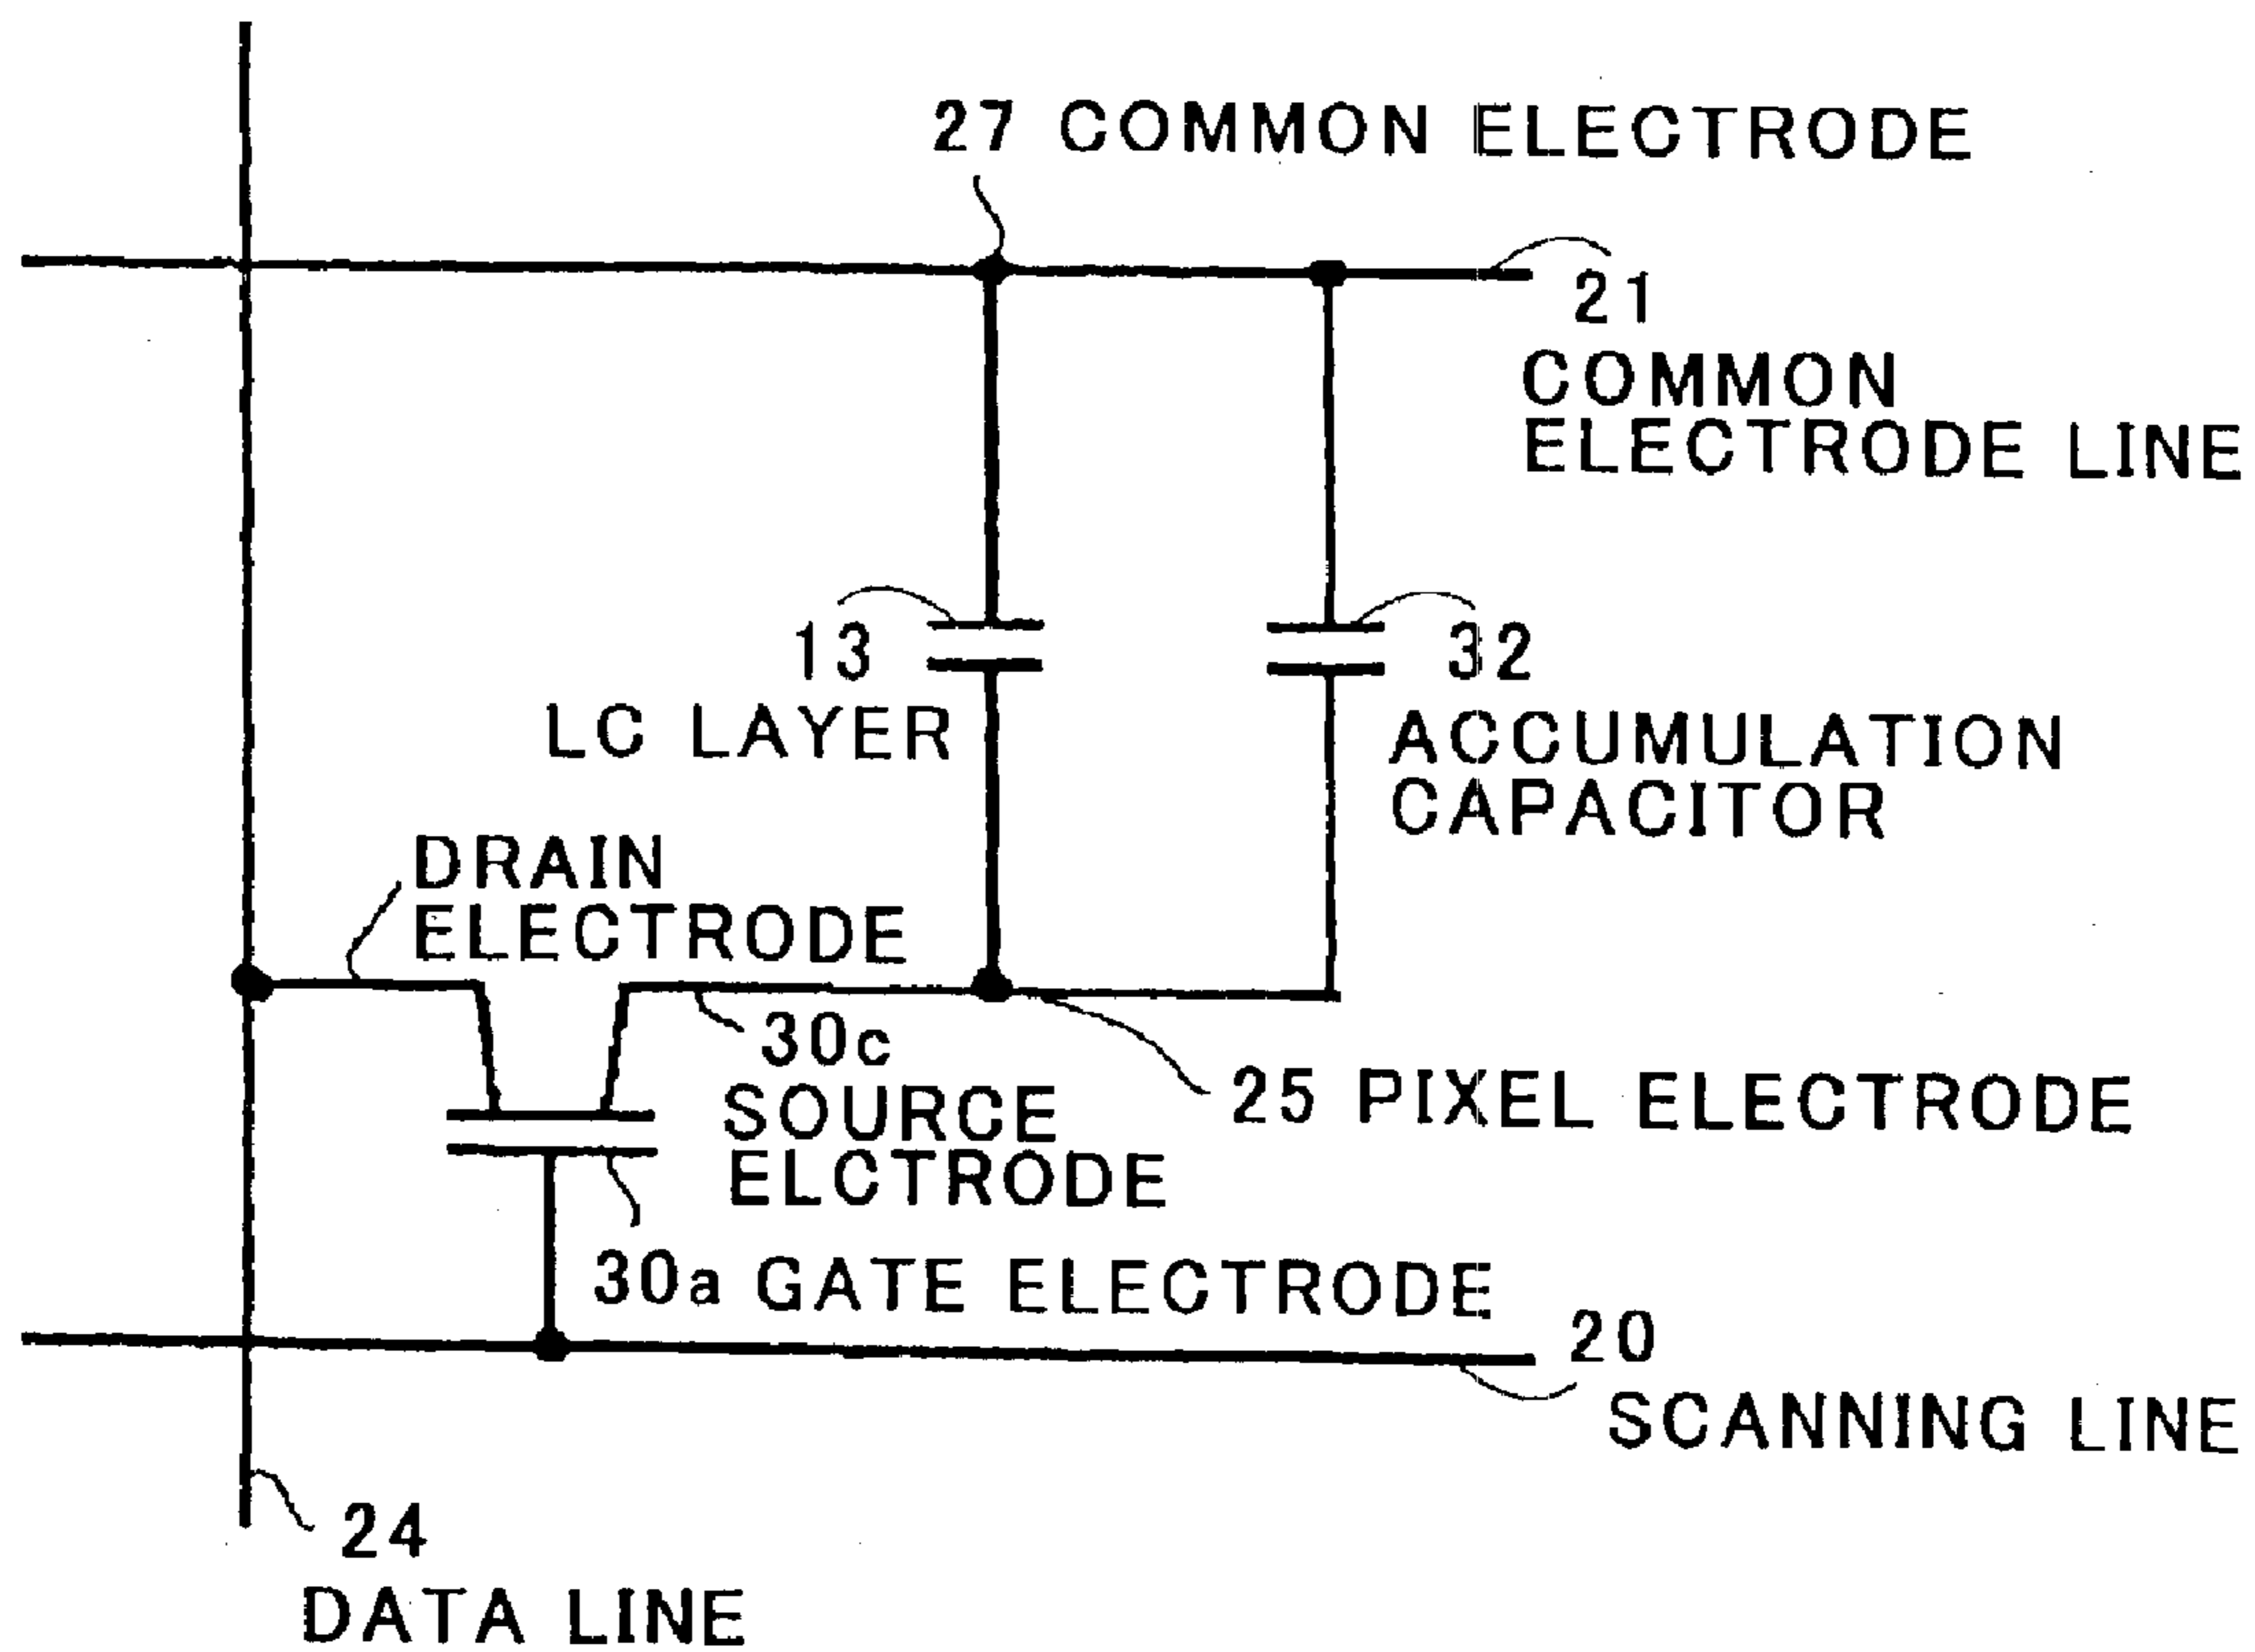 27 COMMON ELECTRODE
21
COMMON
ELECTRODE LINE
13
LC LAYER
32
ACCUMULATION
CAPACITOR
DRAIN
ELECTRODE
30c
SOURCE
ELCTRODE
25 PIXEL ELECTRODE
30a GATE ELECTRODE
20
SCANNING LINE
24
DATA LINE